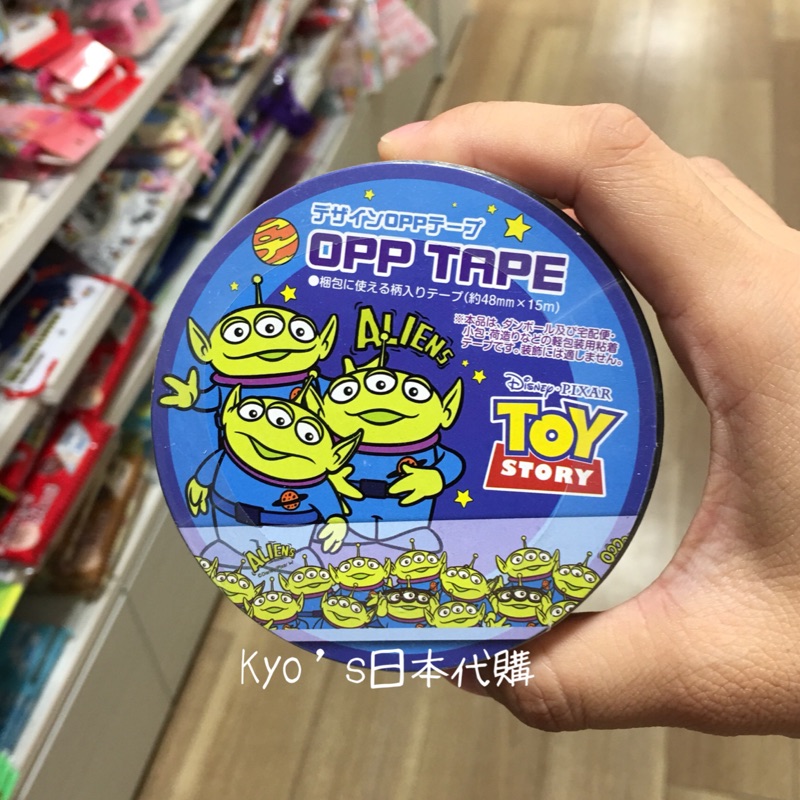 デザインOPPテープ
OPP TAPE
●梱包に使える柄入りテープ(約48mm×15m)
※本品は、ダンボール及び宅配便・
小包・荷造りなどの軽包装用粘着
テープです。装飾には適しません。
ALIENS
DISNEY・PIXAR
TOY
STORY
ALIENS
Kyo's日本代購